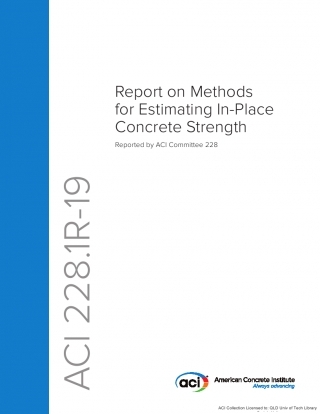 Report on Methods
for Estimating In-Place
Concrete Strength
Reported by ACI Committee 228
ACI 228.1R-19
aci
American Concrete Institute
Always advancing
ACI Collection Licensed to: QLD Univ of Tech Library